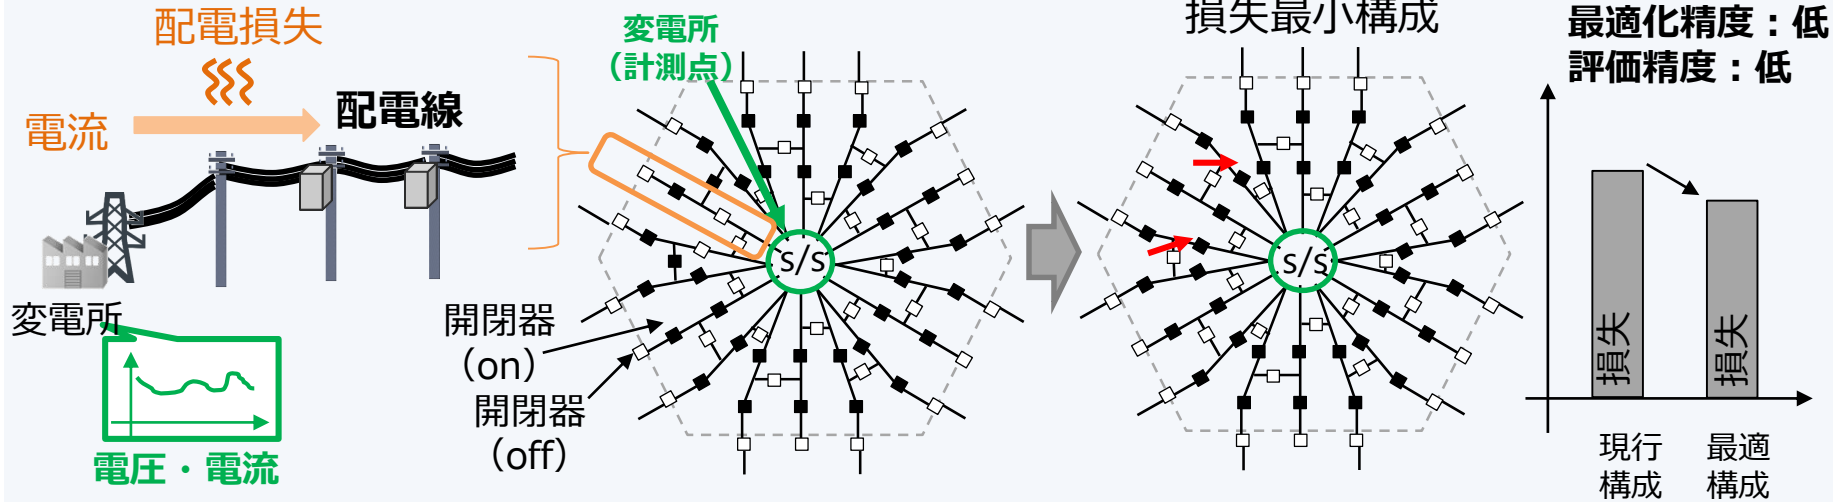 配電損失
電流
配電線
変電所
電圧・電流
変電所
（計測点）
s/s
開閉器
（on）
開閉器
（off）
損失最小構成
s/s
最適化精度：低
評価精度：低
損失
損失
現行
構成
最適
構成